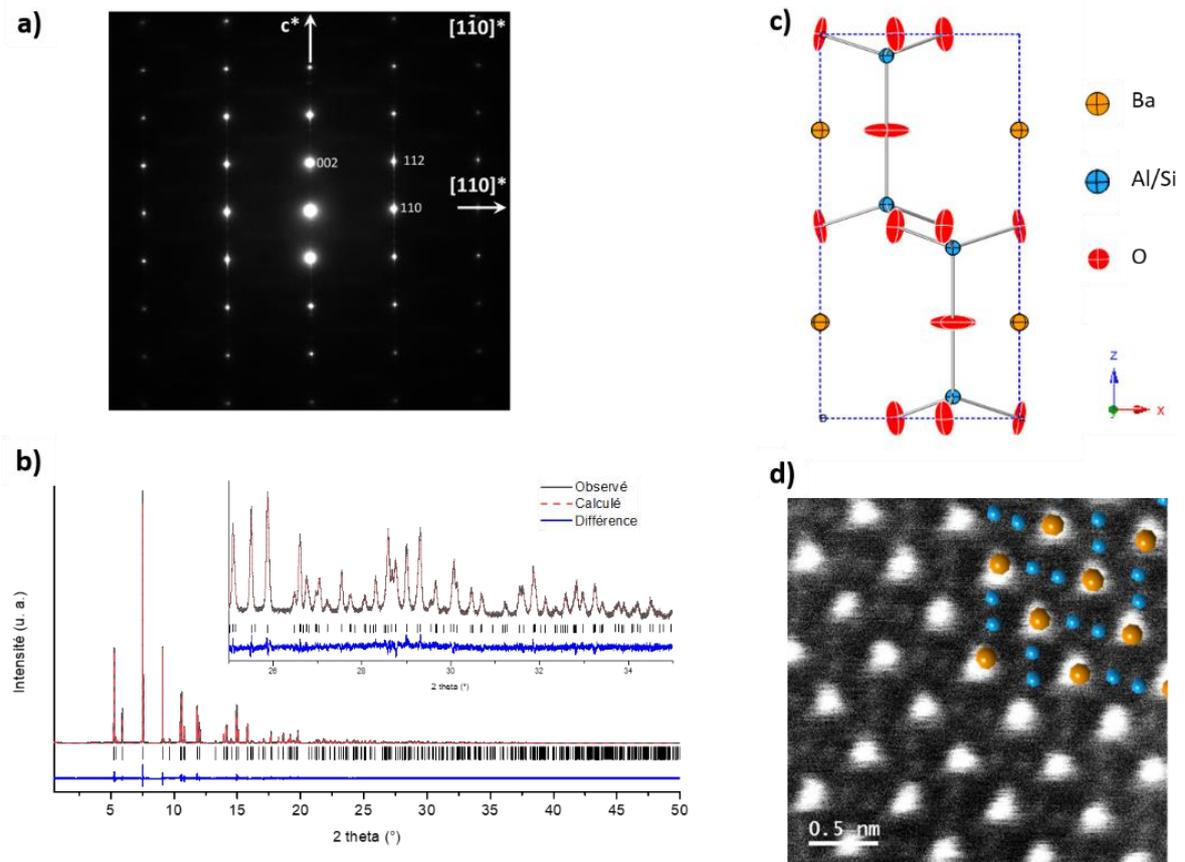 a)
c*
[11̄0]*
002
112
[110]*
110
b)
Observé
Calculé
Différence
26
28
30
32
34
2 theta (°)
Intensité (u. a.)
5
10
15
20
25
30
35
40
45
50
2 theta (°)
c)
Ba
Al/Si
O
z
x
d)
0.5 nm